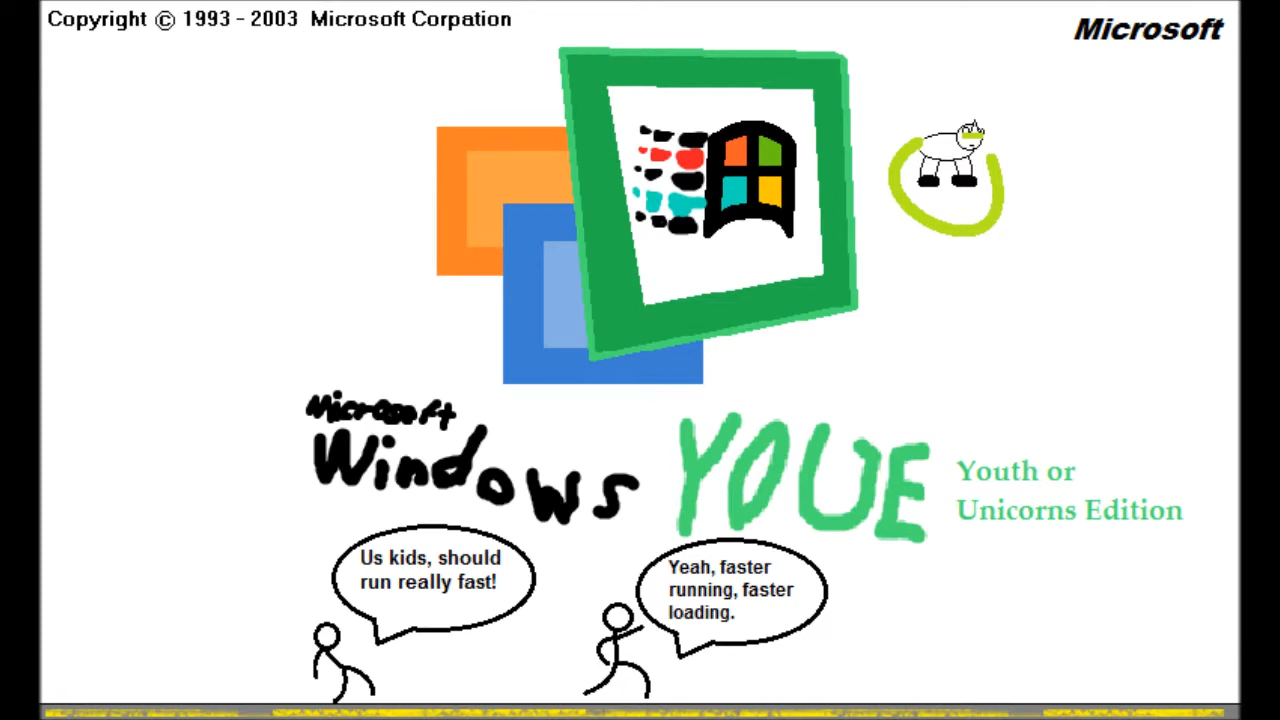 Copyright © 1993 - 2003 Microsoft Corpation
Microsoft
Microsoft
Windows YOUE
Youth or
Unicorns Edition
Us kids, should
run really fast!
Yeah, faster
running, faster
loading.